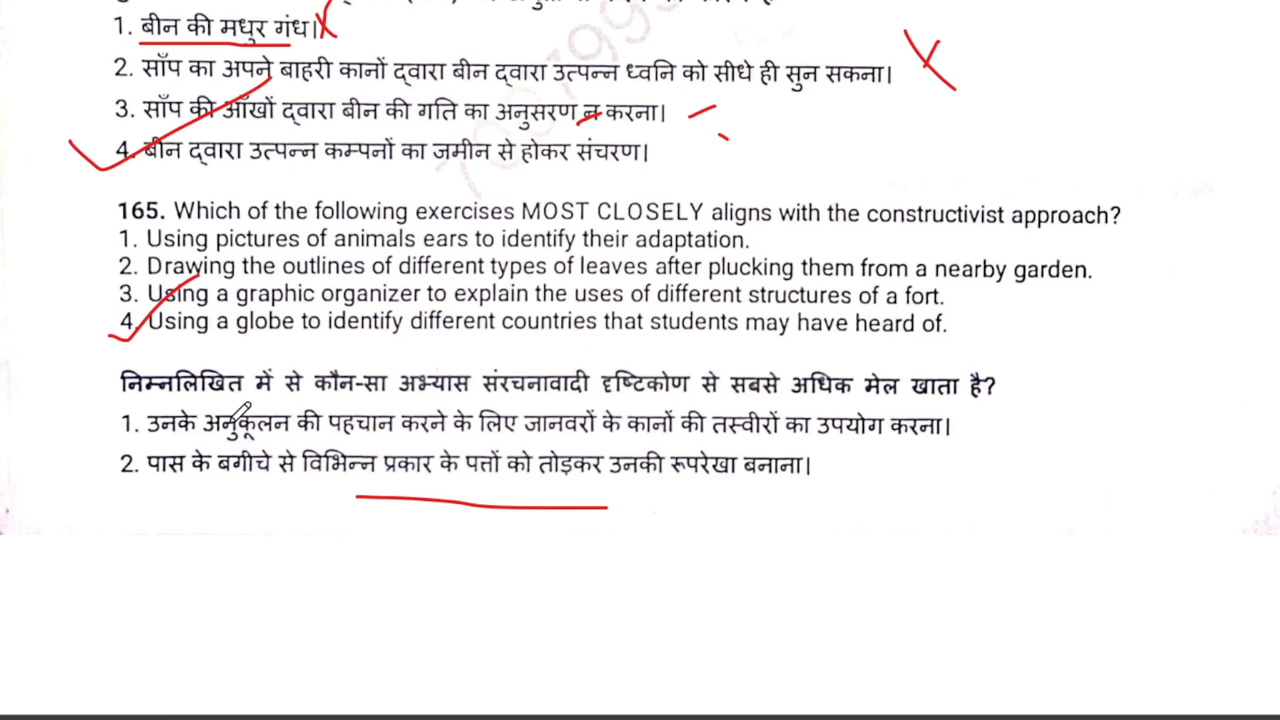 1. बीन की मधुर गंध।
2. साँप का अपने बाहरी कानों द्वारा बीन द्वारा उत्पन्न ध्वनि को सीधे ही सुन सकना।
3. साँप की आँखों द्वारा बीन की गति का अनुसरण न करना।
4. बीन द्वारा उत्पन्न कम्पनों का जमीन से होकर संचरण।
165. Which of the following exercises MOST CLOSELY aligns with the constructivist approach?
1. Using pictures of animals ears to identify their adaptation.
2. Drawing the outlines of different types of leaves after plucking them from a nearby garden.
3. Using a graphic organizer to explain the uses of different structures of a fort.
4. Using a globe to identify different countries that students may have heard of.
निम्नलिखित में से कौन-सा अभ्यास संरचनावादी दृष्टिकोण से सबसे अधिक मेल खाता है?
1. उनके अनुकूलन की पहचान करने के लिए जानवरों के कानों की तस्वीरों का उपयोग करना।
2. पास के बगीचे से विभिन्न प्रकार के पत्तों को तोड़कर उनकी रूपरेखा बनाना।